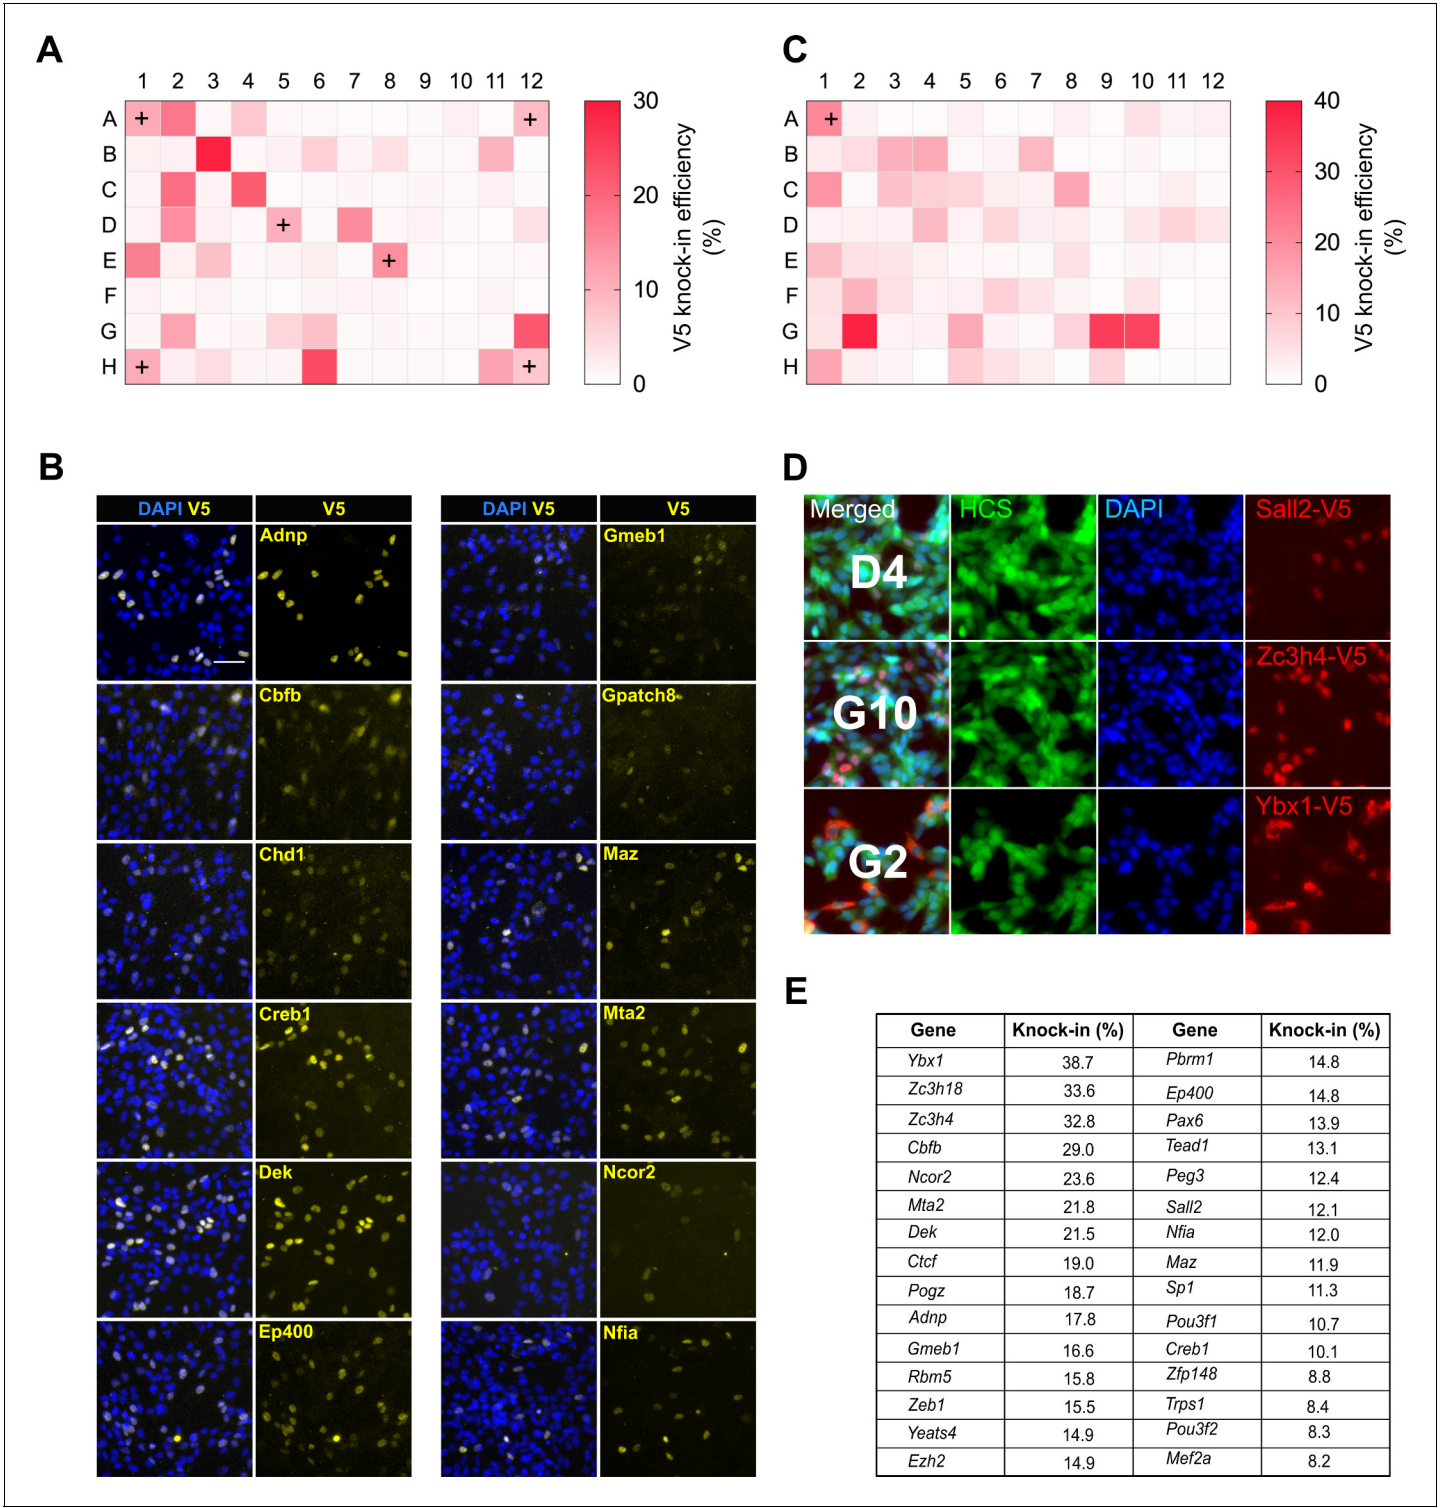 A
1 2 3 4 5 6 7 8 9 10 11 12
A + +
B
C
D +
E +
F
G
H + +
30
20
10
0
V5 knock-in efficiency
(%)
C
1 2 3 4 5 6 7 8 9 10 11 12
A +
B
C
D
E
F
G
H
40
30
20
10
0
V5 knock-in efficiency
(%)
B
DAPI V5 V5 DAPI V5 V5
Adnp Gmeb1
Cbfb Gpatch8
Chd1 Maz
Creb1 Mta2
Dek Ncor2
Ep400 Nfia
D
Merged HCS DAPI Sall2-V5
D4
Zc3h4-V5
G10
Ybx1-V5
G2
E
Gene Knock-in (%) Gene Knock-in (%)
Ybx1 38.7 Pbrm1 14.8
Zc3h18 33.6 Ep400 14.8
Zc3h4 32.8 Pax6 13.9
Cbfb 29.0 Tead1 13.1
Ncor2 23.6 Peg3 12.4
Mta2 21.8 Sall2 12.1
Dek 21.5 Nfia 12.0
Ctcf 19.0 Maz 11.9
Pogz 18.7 Sp1 11.3
Adnp 17.8 Pou3f1 10.7
Gmeb1 16.6 Creb1 10.1
Rbm5 15.8 Zfp148 8.8
Zeb1 15.5 Trps1 8.4
Yeats4 14.9 Pou3f2 8.3
Ezh2 14.9 Mef2a 8.2